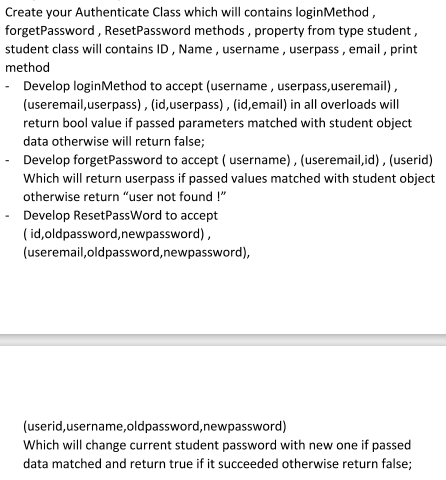 Create your Authenticate Class which will contains loginMethod ,
forgetPassword , ResetPassword methods , property from type student ,
student class will contains ID , Name , username , userpass , email , print
method
- Develop loginMethod to accept (username , userpass,useremail) ,
(useremail,userpass) , (id,userpass) , (id,email) in all overloads will
return bool value if passed parameters matched with student object
data otherwise will return false;
- Develop forgetPassword to accept ( username) , (useremail,id) , (userid)
Which will return userpass if passed values matched with student object
otherwise return “user not found !”
- Develop ResetPassWord to accept
( id,oldpassword,newpassword) ,
(useremail,oldpassword,newpassword),
(userid,username,oldpassword,newpassword)
Which will change current student password with new one if passed
data matched and return true if it succeeded otherwise return false;